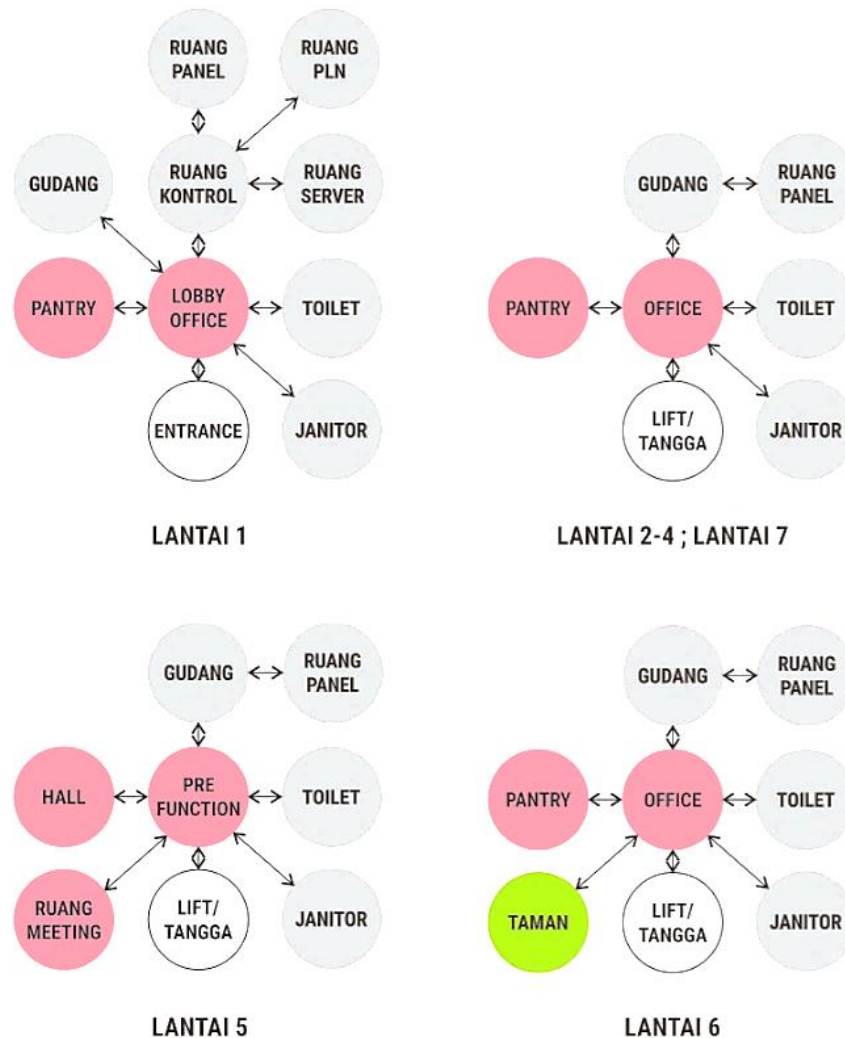 RUANG
PANEL
RUANG
PLN
GUDANG
RUANG
KONTROL
RUANG
SERVER
PANTRY
LOBBY
OFFICE
TOILET
ENTRANCE
JANITOR
LANTAI 1
GUDANG
RUANG
PANEL
PANTRY
OFFICE
TOILET
LIFT/
TANGGA
JANITOR
LANTAI 2-4 ; LANTAI 7
GUDANG
RUANG
PANEL
HALL
PRE
FUNCTION
TOILET
RUANG
MEETING
LIFT/
TANGGA
JANITOR
LANTAI 5
GUDANG
RUANG
PANEL
PANTRY
OFFICE
TOILET
TAMAN
LIFT/
TANGGA
JANITOR
LANTAI 6